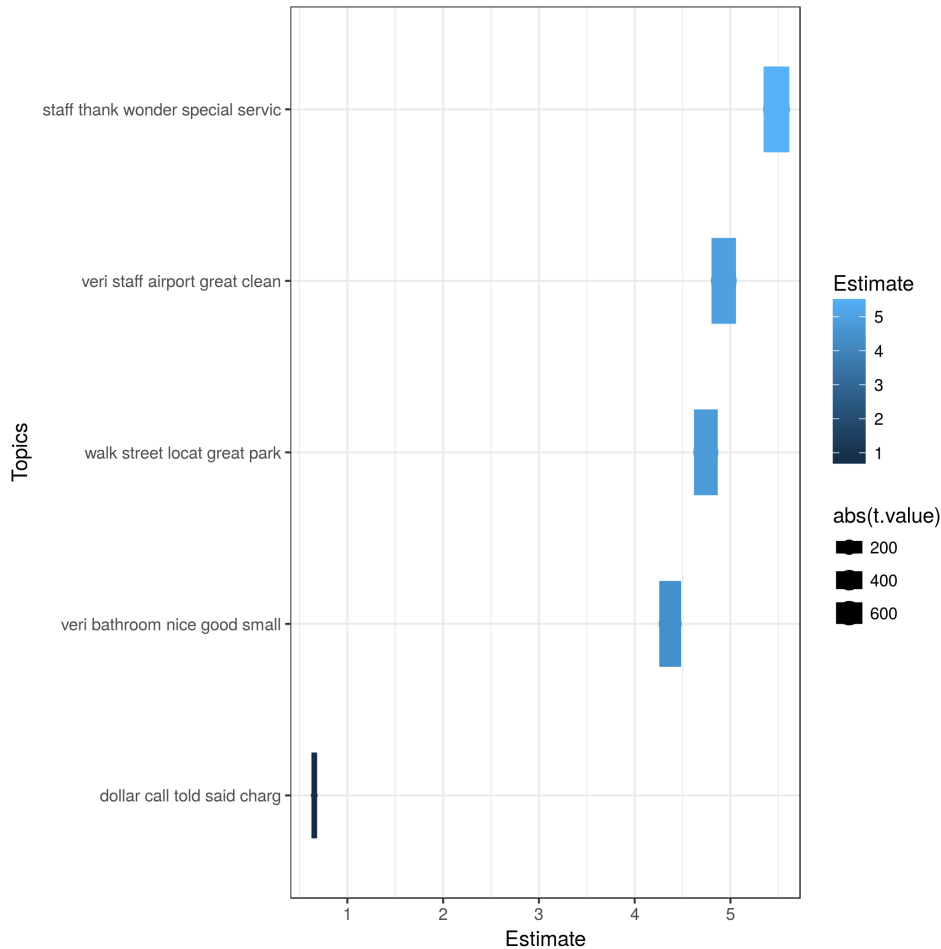 staff thank wonder special servic
veri staff airport great clean
walk street locat great park
veri bathroom nice good small
dollar call told said charg
Topics
1 2 3 4 5
Estimate
Estimate
5
4
3
2
1
abs(t.value)
200
400
600